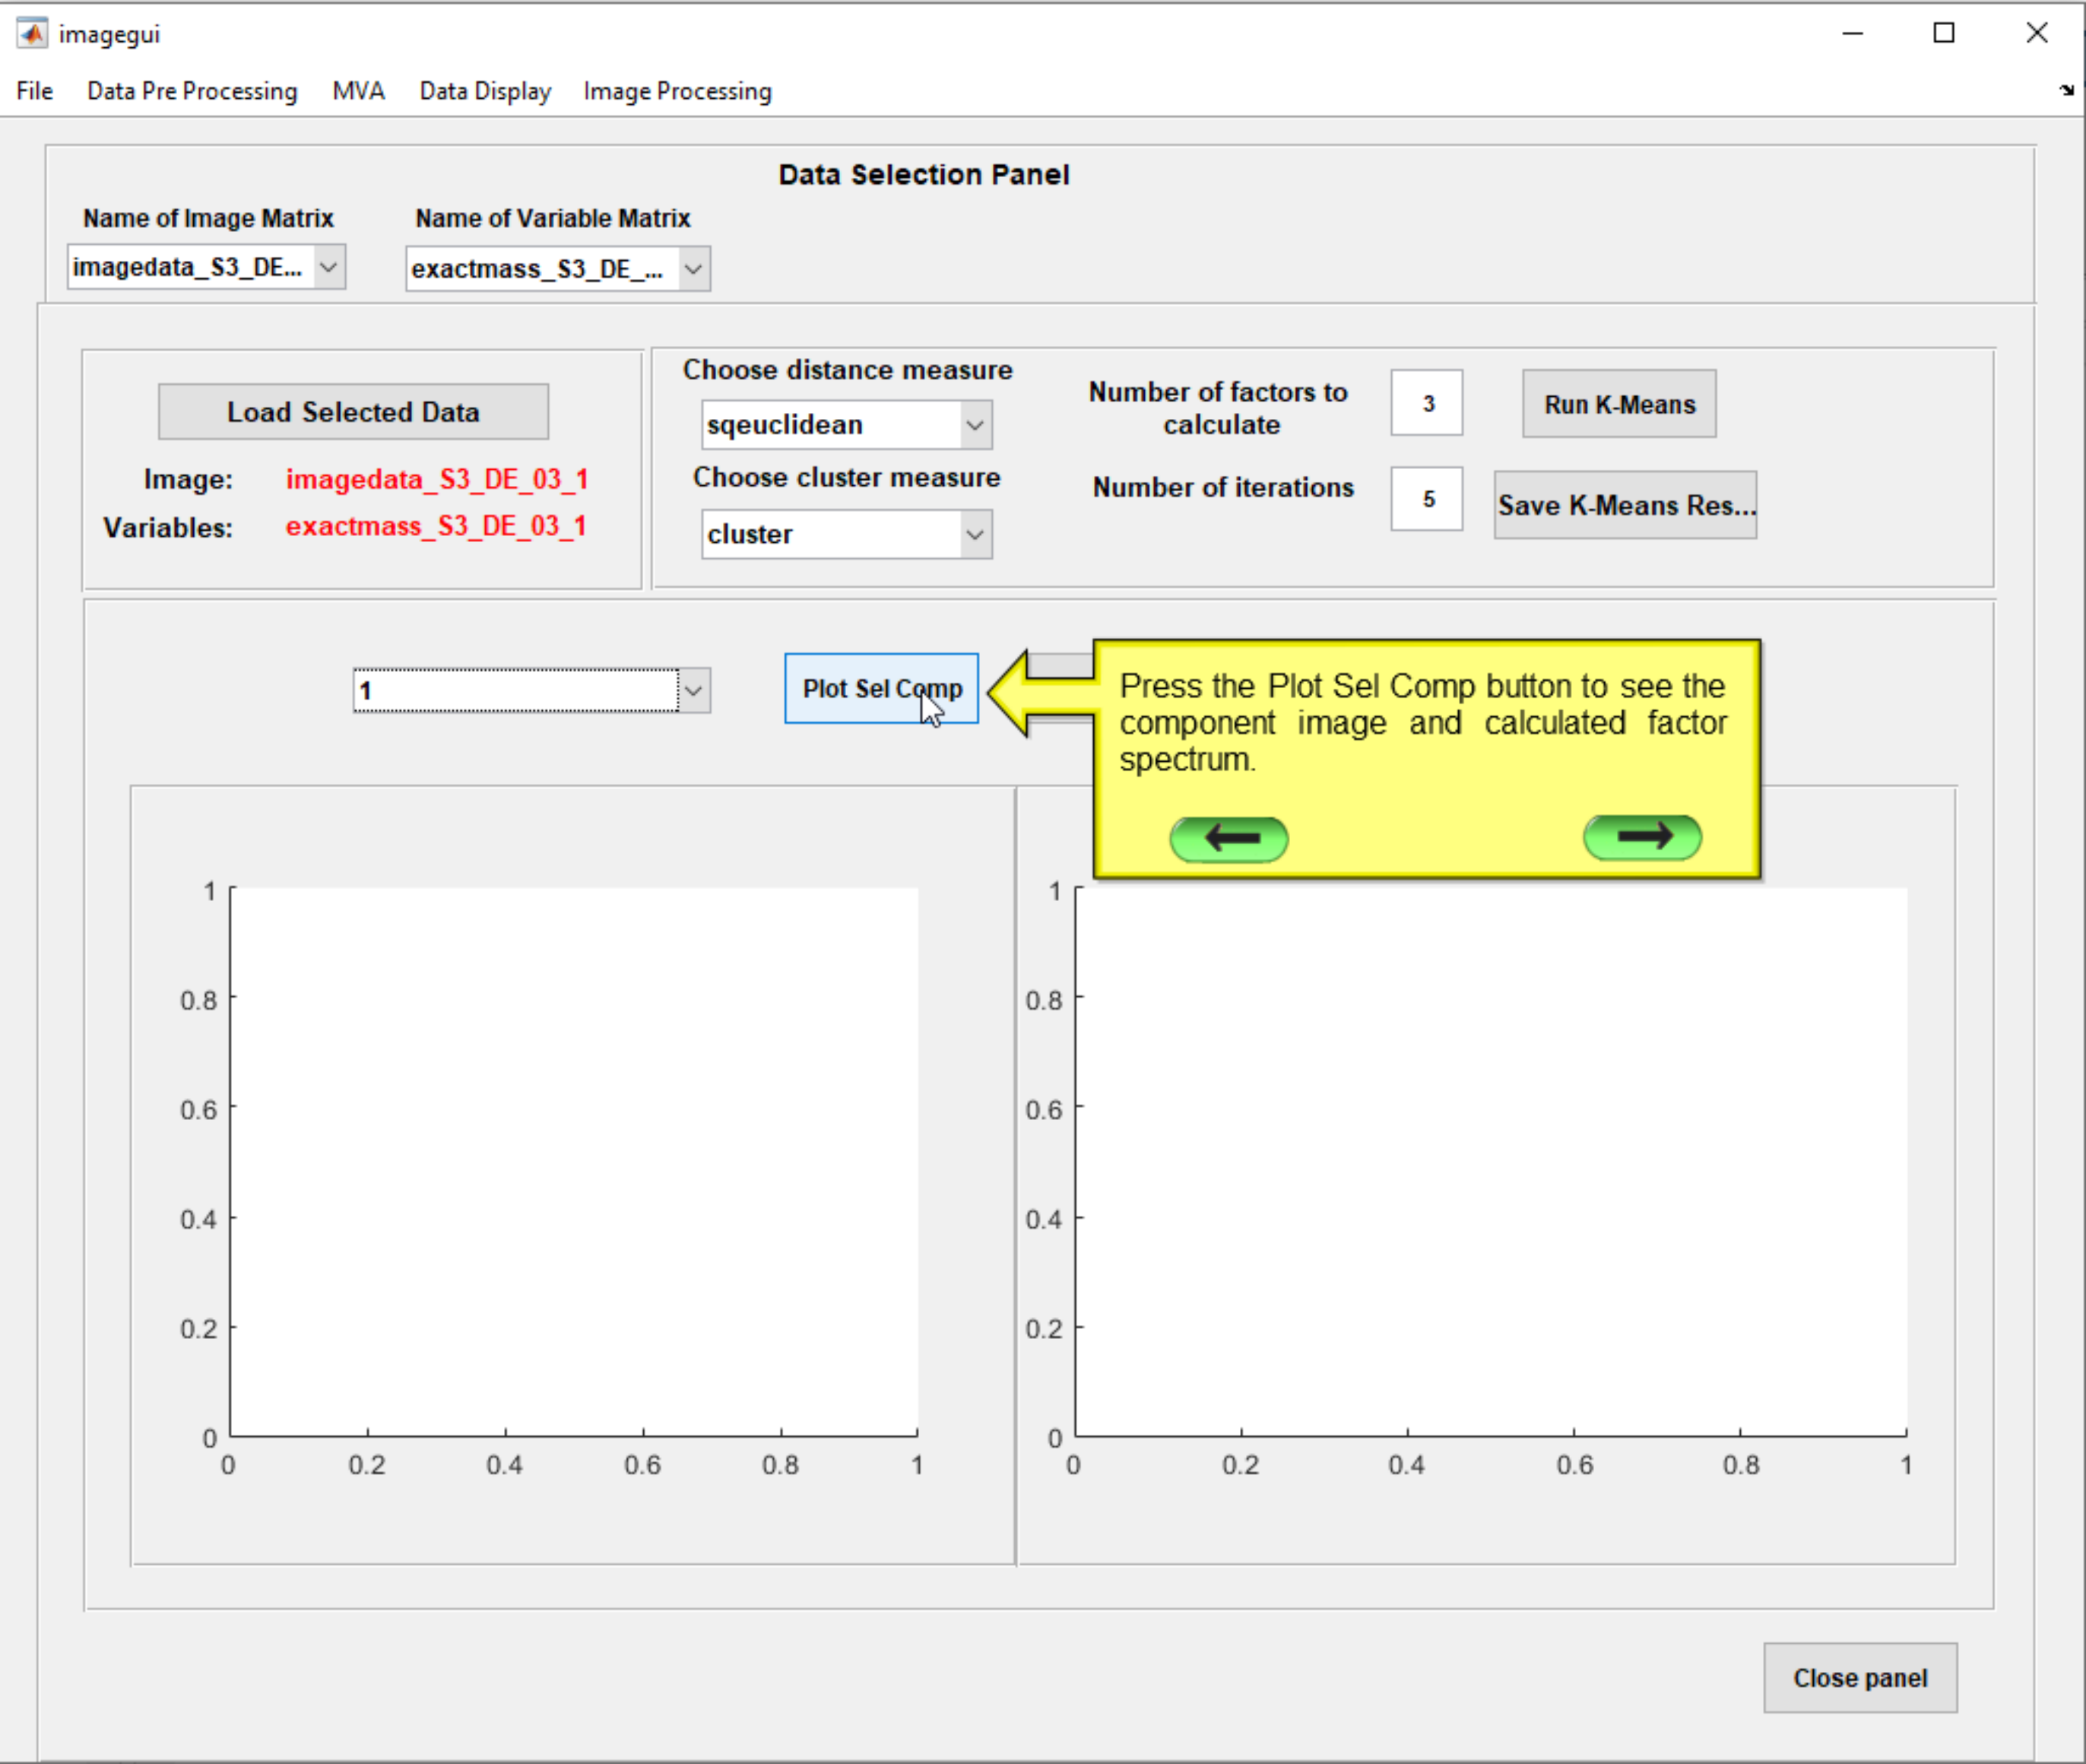 imagegui
File Data Pre Processing MVA Data Display Image Processing
Data Selection Panel
Name of Image Matrix Name of Variable Matrix
imagedata_S3_DE... exactmass_S3_DE_...
Load Selected Data
Image: imagedata_S3_DE_03_1
Variables: exactmass_S3_DE_03_1
Choose distance measure
sqeuclidean
Choose cluster measure
cluster
Number of factors to
calculate
3
Run K-Means
Number of iterations
5
Save K-Means Res...
1
Plot Sel Comp
Press the Plot Sel Comp button to see the
component image and calculated factor
spectrum.
1
0.8
0.6
0.4
0.2
0
0 0.2 0.4 0.6 0.8 1
1
0.8
0.6
0.4
0.2
0
0 0.2 0.4 0.6 0.8 1
Close panel